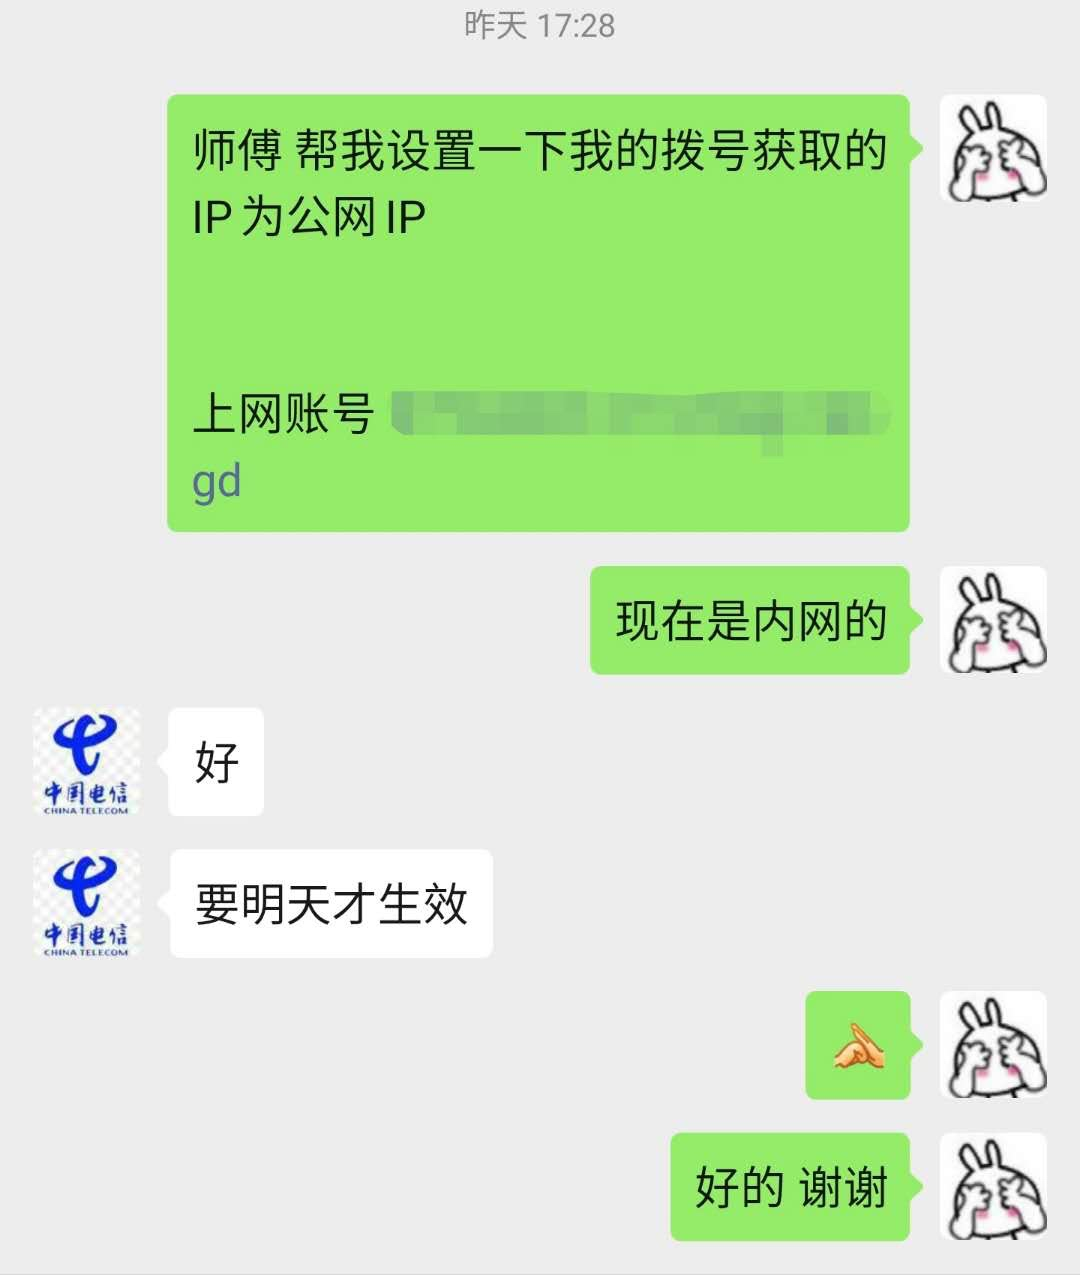 昨天 17:28
师傅 帮我设置一下我的拨号获取的
IP 为公网 IP
上网账号
gd
现在是内网的
中国电信
CHINA TELECOM
好
中国电信
CHINA TELECOM
要明天才生效
好的 谢谢